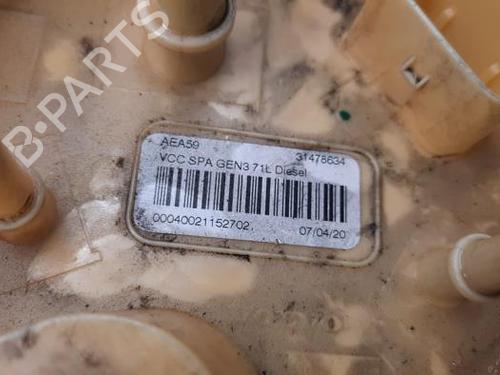 B-PARTS
AEA59 31478634
VCC SPA GEN3 71L Diesel
00040021152702 07/04/20